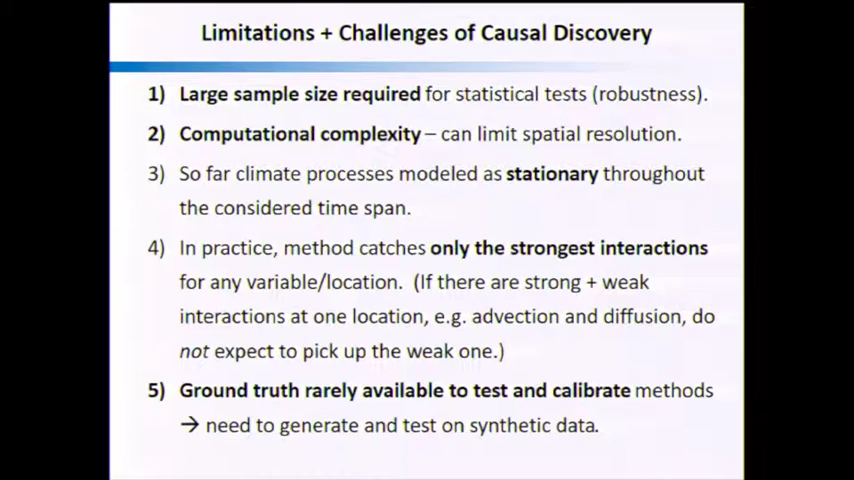 Limitations + Challenges of Causal Discovery
1) Large sample size required for statistical tests (robustness).
2) Computational complexity – can limit spatial resolution.
3) So far climate processes modeled as stationary throughout
the considered time span.
4) In practice, method catches only the strongest interactions
for any variable/location. (If there are strong + weak
interactions at one location, e.g. advection and diffusion, do
not expect to pick up the weak one.)
5) Ground truth rarely available to test and calibrate methods
→ need to generate and test on synthetic data.